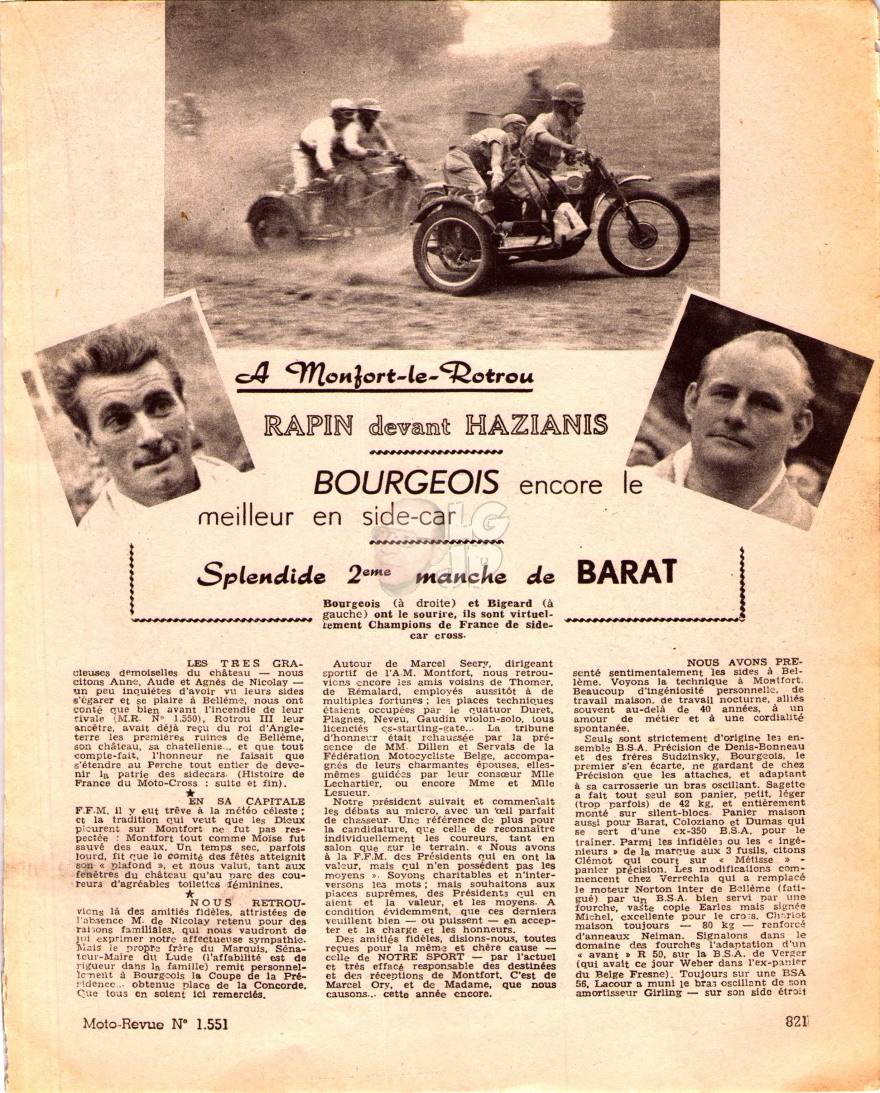 A Monfort-le-Rotrou
RAPIN devant HAZIANIS
BOURGEOIS encore le
meilleur en side-car
Splendide 2eme manche de BARAT
Bourgeois (à droite) et Bigeard (à
gauche) ont le sourire, ils sont virtuel-
lement Champions de France de side-
car cross.
LES TRES GRA-
cieuses demoiselles du château — nous
citons Anne, Aude et Agnès de Nicolay —
un peu inquiètes d'avoir vu leurs sides
s'égarer et se plaire à Bellême, nous ont
conté que bien avant l'incendie de leur
rivale (M.R. N° 1.550), Rotrou III leur
ancêtre, avait déjà reçu du roi d'Angle-
terre les premières ruines de Bellême,
son château, sa chatellenie... et que tout
compte-fait, l'honneur ne faisait que
s'étendre au Perche tout entier de deve-
nir la patrie des sidecars. (Histoire de
France du Moto-Cross : suite et fin).
★
EN SA CAPITALE
F.F.M. il y eut trêve à la météo céleste ;
et la tradition qui veut que les Dieux
pleurent sur Montfort ne fut pas res-
pectée : Montfort tout comme Moïse fut
sauvé des eaux. Un temps sec, parfois
lourd, fit que le comité des fêtes atteignit
son « plafond », et nous valut, tant aux
fenêtres du château qu'au parc des cou-
reurs d'agréables toilettes féminines.
★
NOUS RETROU-
vions là des amitiés fidèles, attristées de
l'absence M. de Nicolay retenu pour des
raisons familiales, qui nous vaudront de
lui exprimer notre affectueuse sympathie.
Mais le propre frère du Marquis, Séna-
teur-Maire du Lude (l'affabilité est de
rigueur dans la famille) remit personnel-
lement à Bourgeois la Coupe de la Pré-
sidence... obtenue place de la Concorde.
Que tous en soient ici remerciés.
Autour de Marcel Seery, dirigeant
sportif de l'A.M. Montfort, nous retrou-
vions encore les amis voisins de Thomer,
de Rémalard, employés aussitôt à de
multiples fortunes ; les places techniques
étaient occupées par le quatuor Duret,
Plagnes, Neveu, Gaudin violon-solo, tous
licenciés ès-starting-gate... La tribune
d'honneur était rehaussée par la pré-
sence de MM. Dillen et Servais de la
Fédération Motocycliste Belge, accompa-
gnés de leurs charmantes épouses, elles-
mêmes guidées par leur consœur Mlle
Lechartier, ou encore Mme et Mlle
Lesueur.
Notre président suivait et commentait
les débats au micro, avec un œil parfait
de chasseur. Une référence de plus pour
la candidature, que celle de reconnaître
individuellement les coureurs, tant en
salon que sur le terrain. « Nous avons
à la F.F.M. des Présidents qui en ont la
valeur, mais qui n'en possèdent pas les
moyens ». Soyons charitables et n'inter-
versons les mots ; mais souhaitons aux
places suprêmes, des Présidents qui en
aient et la valeur, et les moyens. A
condition évidemment, que ces derniers
veuillent bien — ou puissent — en accep-
ter et la charge et les honneurs.
Des amitiés fidèles, disions-nous, toutes
reçues pour la même et chère cause —
celle de NOTRE SPORT — par l'actuel
et très effacé responsable des destinées
et des réceptions de Montfort. C'est de
Marcel Ory, et de Madame, que nous
causons... cette année encore.
NOUS AVONS PRE-
senté sentimentalement les sides à Bel-
lême. Voyons la technique à Montfort.
Beaucoup d'ingéniosité personnelle, de
travail maison, de travail nocturne, alliés
souvent au-delà de 40 années, à un
amour de métier et à une cordialité
spontanée.
Seuls sont strictement d'origine les en-
semble B.S.A. Précision de Denis-Bonneau
et des frères Sudzinsky, Bourgeois, le
premier s'en écarte, ne gardant de chez
Précision que les attaches, et adaptant
à sa carrosserie un bras oscillant. Sagette
a fait tout seul son panier, petit, léger
(trop parfois) de 42 kg, et entièrement
monté sur silent-blocs. Panier maison
aussi pour Barat, Coloziano et Dumas qui
se sert d'une ex-350 B.S.A. pour le
traîner. Parmi les infidèles ou les « ingé-
nieurs » de la marque aux 3 fusils, citons
Clémot qui court sur « Métisse » -
panier précision. Les modifications com-
mencent chez Verrechia qui a remplacé
le moteur Norton inter de Bellême (fati-
gué) par un B.S.A. bien servi par une
fourche, vaste copie Earles mais signée
Michel, excellente pour le cross. Chariot
maison toujours — 80 kg — renforcé
d'anneaux Neiman. Signalons dans le
domaine des fourches l'adaptation d'un
« avant » R 50, sur la B.S.A. de Verger
(qui avait ce jour Weber dans l'ex-panier
du Belge Fresne). Toujours sur une BSA
56, Lacour a muni le bras oscillant de son
amortisseur Girling — sur son side étroit
Moto-Revue N° 1.551
821